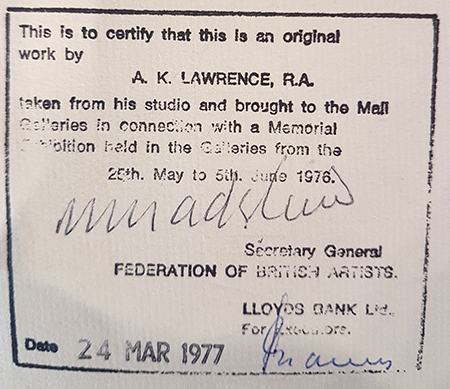 This is to certify that this is an original
work by
A. K. LAWRENCE, R.A.
taken from his studio and brought to the Mall
Galleries in connection with a Memorial
Exhibition held in the Galleries from the
25th. May to 5th. June 1976.
Secretary General
FEDERATION OF BRITISH ARTISTS.
LLOYDS BANK Ltd.
For Executors.
Date 24 MAR 1977